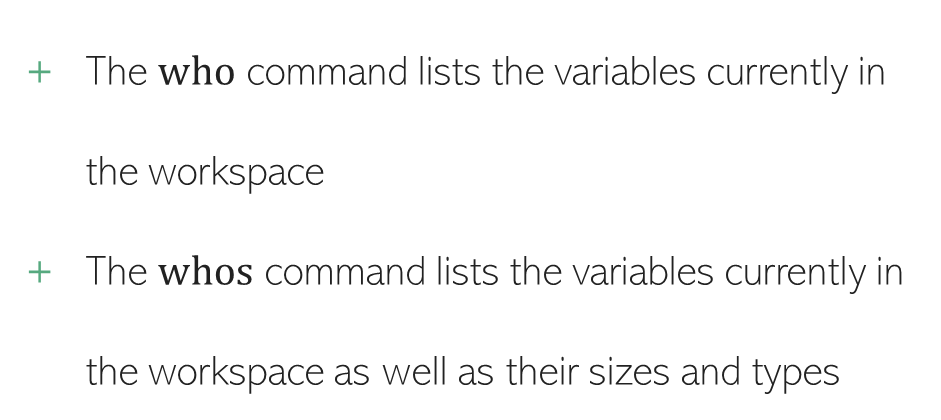 + The who command lists the variables currently in
the workspace
+ The whos command lists the variables currently in
the workspace as well as their sizes and types